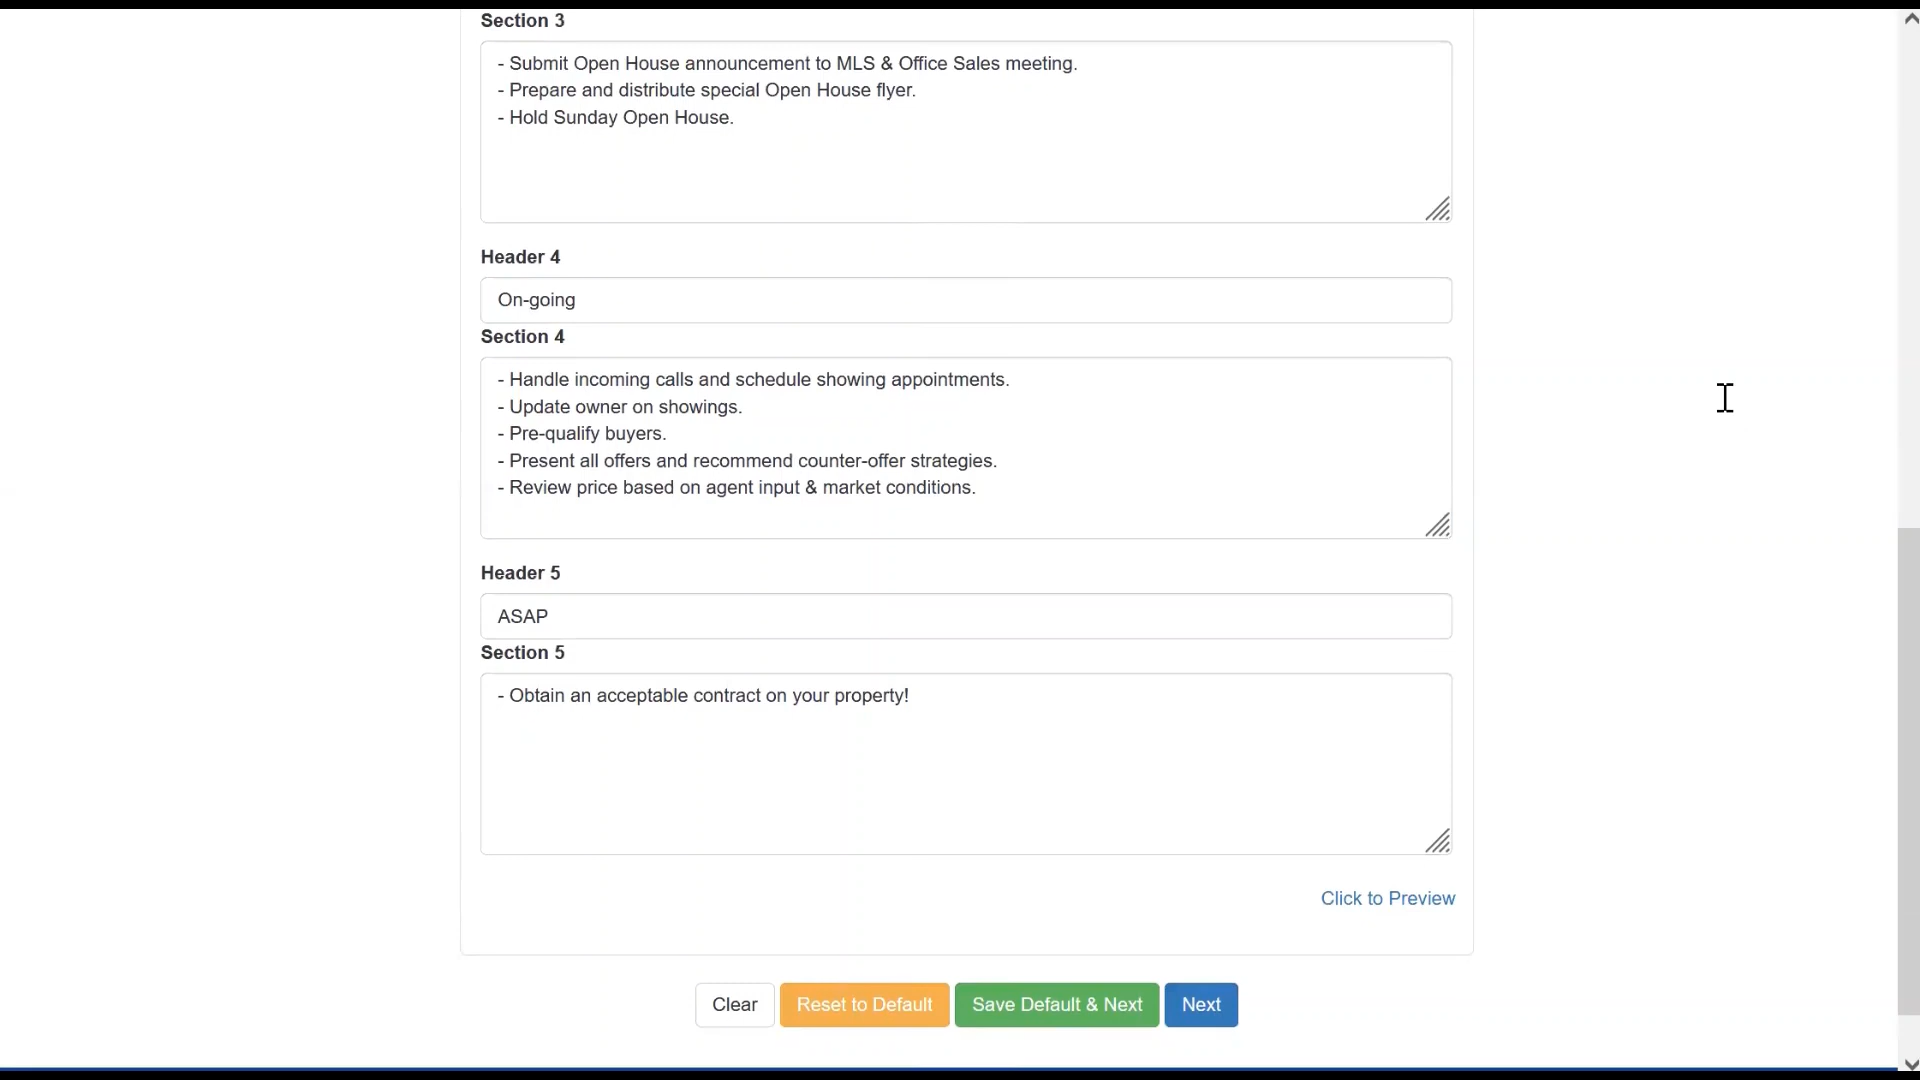 Section 3
- Submit Open House announcement to MLS & Office Sales meeting.
- Prepare and distribute special Open House flyer.
- Hold Sunday Open House.
Header 4
On-going
Section 4
- Handle incoming calls and schedule showing appointments.
- Update owner on showings.
- Pre-qualify buyers.
- Present all offers and recommend counter-offer strategies.
- Review price based on agent input & market conditions.
Header 5
ASAP
Section 5
- Obtain an acceptable contract on your property!
Click to Preview
Clear Reset to Default Save Default & Next Next